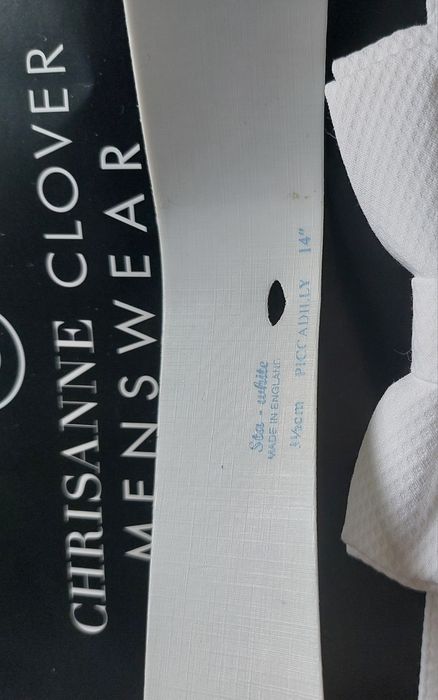 CHRISANNE CLOVER
MENSWEAR
Sta-white
MADE IN ENGLAND
PICCADILLY 14"